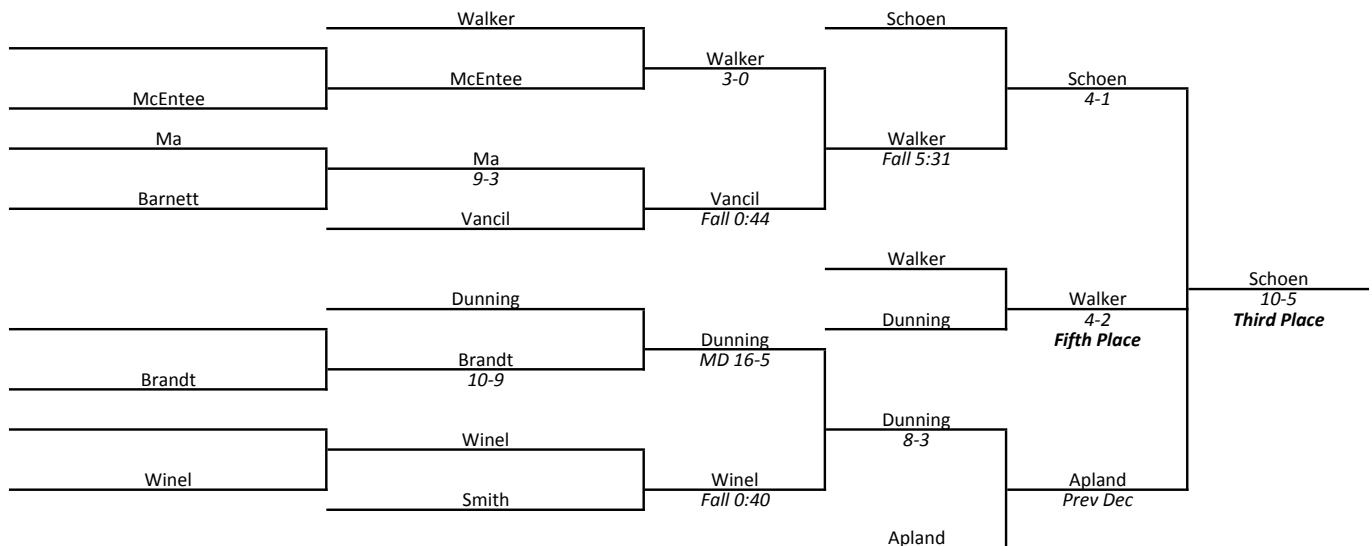 Walker
Schoen
Walker
3-0
McEntee
McEntee
Schoen
4-1
Ma
Walker
Fall 5:31
Ma
9-3
Barnett
Vancil
Fall 0:44
Vancil
Walker
Schoen
10-5
Third Place
Dunning
Walker
4-2
Fifth Place
Dunning
Dunning
MD 16-5
Brandt
10-9
Brandt
Dunning
8-3
Winel
Winel
Winel
Fall 0:40
Apland
Prev Dec
Smith
Apland